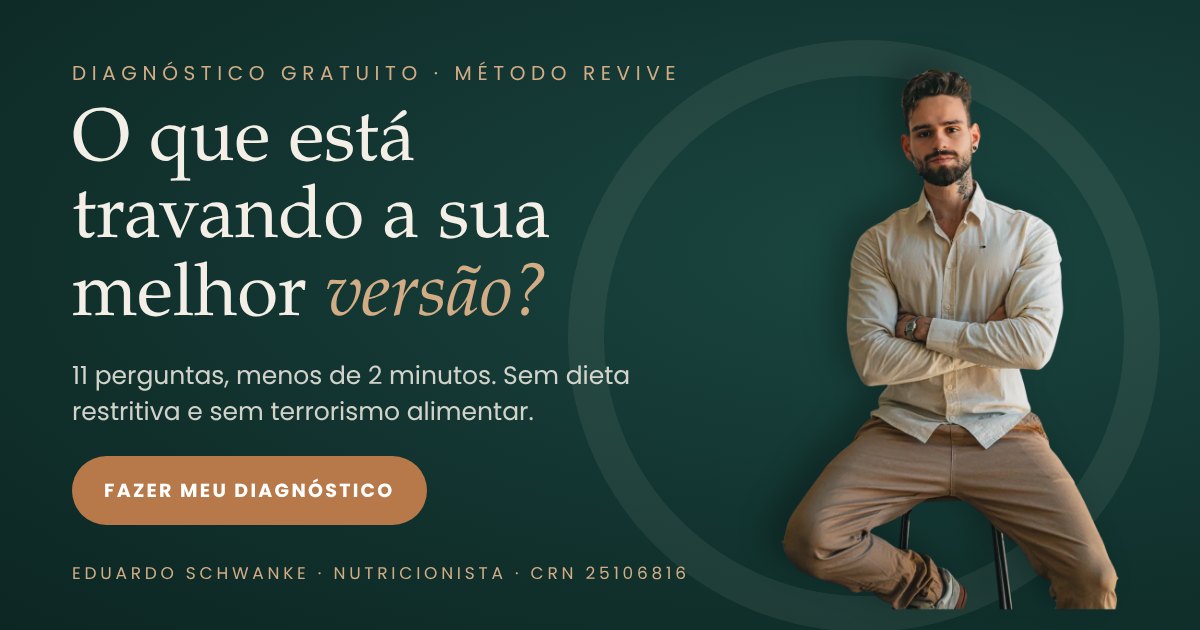 DIAGNÓSTICO GRATUITO · MÉTODO REVIVE
O que está
travando a sua
melhor versão?
11 perguntas, menos de 2 minutos. Sem dieta
restritiva e sem terrorismo alimentar.
FAZER MEU DIAGNÓSTICO
EDUARDO SCHWANKE · NUTRICIONISTA · CRN 25106816